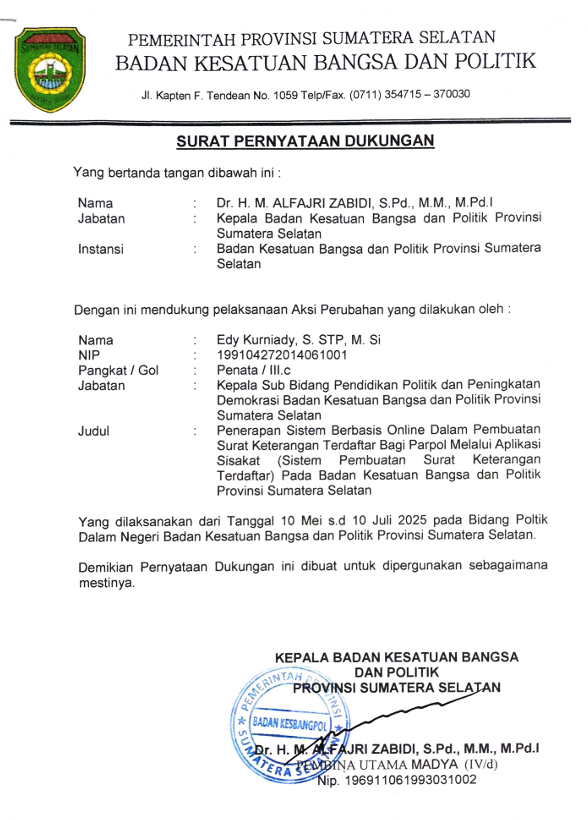 SUMATERA SELATAN
PEMERINTAH PROVINSI SUMATERA SELATAN
BADAN KESATUAN BANGSA DAN POLITIK
Jl. Kapten F. Tendean No. 1059 Telp/Fax. (0711) 354715 – 370030
SURAT PERNYATAAN DUKUNGAN
Yang bertanda tangan dibawah ini :
Nama : Dr. H. M. ALFAJRI ZABIDI, S.Pd., M.M., M.Pd.I
Jabatan : Kepala Badan Kesatuan Bangsa dan Politik Provinsi
Sumatera Selatan
Instansi : Badan Kesatuan Bangsa dan Politik Provinsi Sumatera
Selatan
Dengan ini mendukung pelaksanaan Aksi Perubahan yang dilakukan oleh :
Nama : Edy Kurniady, S. STP, M. Si
NIP : 199104272014061001
Pangkat / Gol : Penata / III.c
Jabatan : Kepala Sub Bidang Pendidikan Politik dan Peningkatan
Demokrasi Badan Kesatuan Bangsa dan Politik Provinsi
Sumatera Selatan
Judul : Penerapan Sistem Berbasis Online Dalam Pembuatan
Surat Keterangan Terdaftar Bagi Parpol Melalui Aplikasi
Sisakat (Sistem Pembuatan Surat Keterangan
Terdaftar) Pada Badan Kesatuan Bangsa dan Politik
Provinsi Sumatera Selatan
Yang dilaksanakan dari Tanggal 10 Mei s.d 10 Juli 2025 pada Bidang Poltik
Dalam Negeri Badan Kesatuan Bangsa dan Politik Provinsi Sumatera Selatan.
Demikian Pernyataan Dukungan ini dibuat untuk dipergunakan sebagaimana
mestinya.
KEPALA BADAN KESATUAN BANGSA
DAN POLITIK
PROVINSI SUMATERA SELATAN
PEMERINTAH PROVINSI
BADAN KESBANGPOL
SUMATERA SELATAN
Dr. H. M. ALFAJRI ZABIDI, S.Pd., M.M., M.Pd.I
PEMBINA UTAMA MADYA (IV/d)
Nip. 196911061993031002